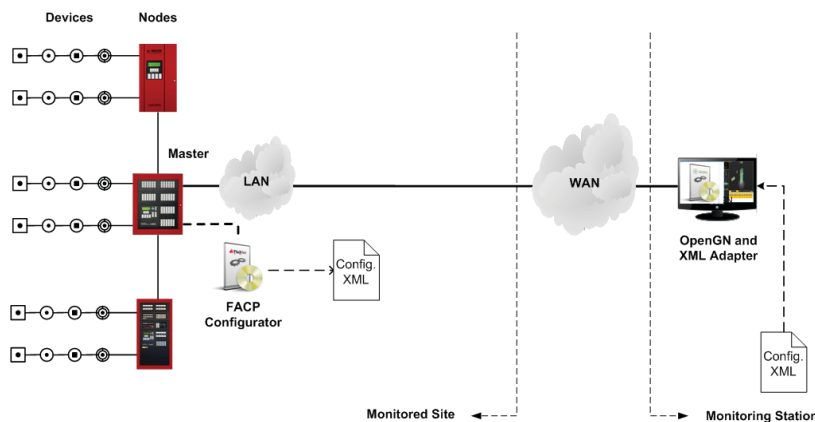 Devices
Nodes
Master
LAN
WAN
OpenGN and
XML Adapter
Config.
XML
FACP
Configurator
Config.
XML
Monitored Site
Monitoring Station